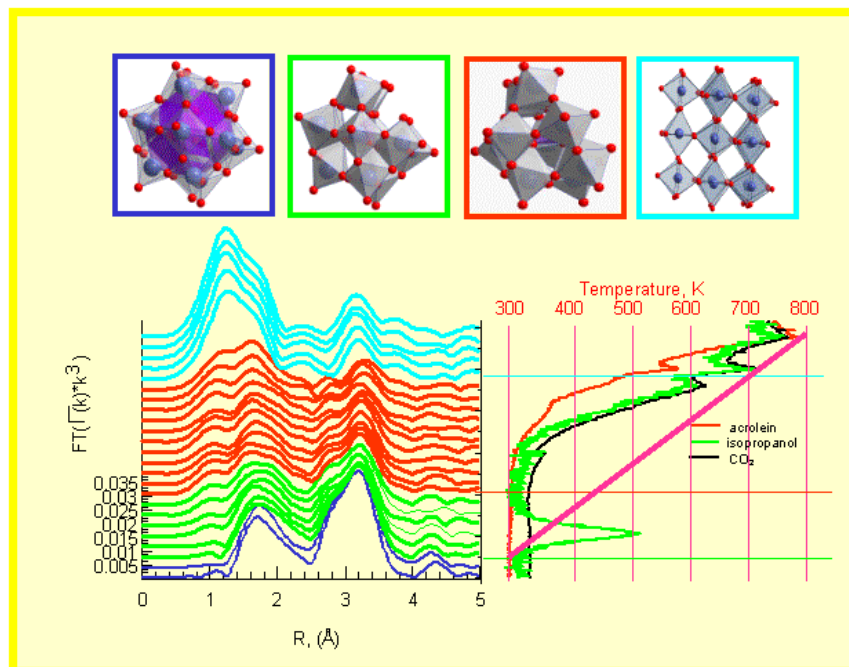 Temperature, K
300 400 500 600 700 800
FT(Γ(k)*k³)
0.035
0.03
0.025
0.02
0.015
0.01
0.005
acrolein
isopropanol
CO₂
0 1 2 3 4 5
R, (Å)